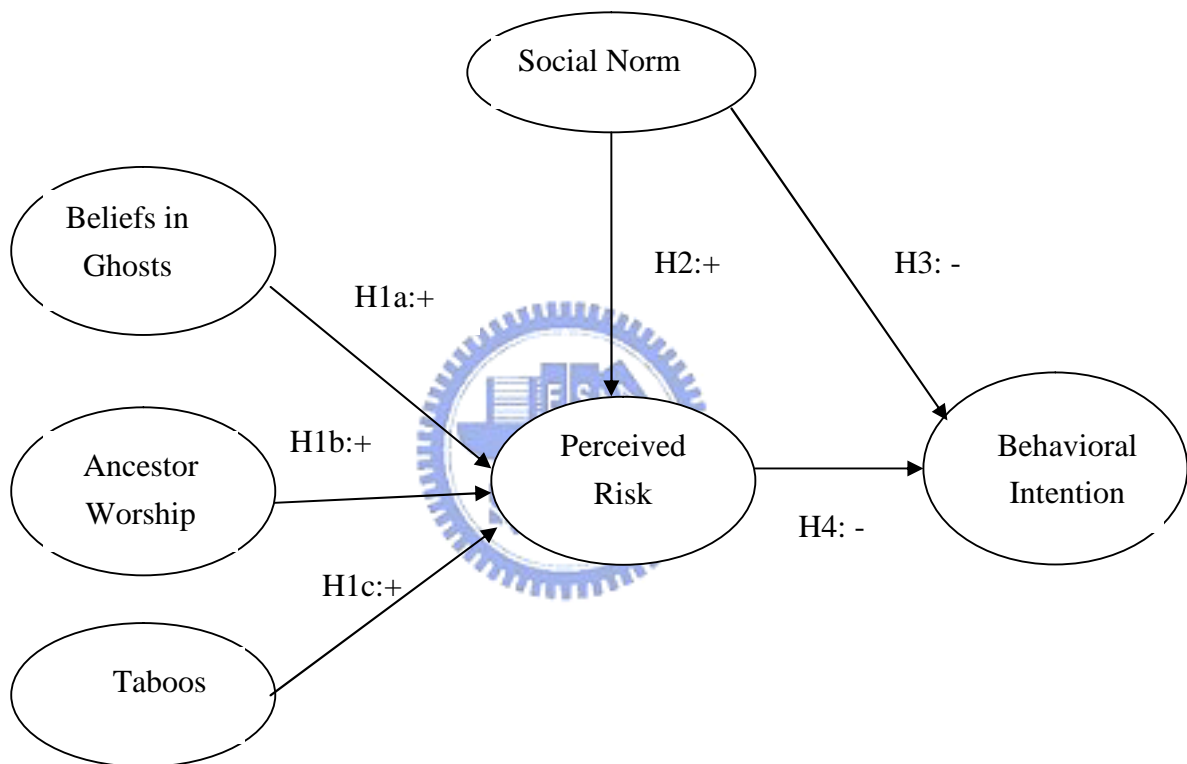 Social Norm
Beliefs in
Ghosts
H2:+
H3: -
H1a:+
H1b:+
Ancestor
Worship
Perceived
Risk
Behavioral
Intention
H4: -
H1c:+
Taboos